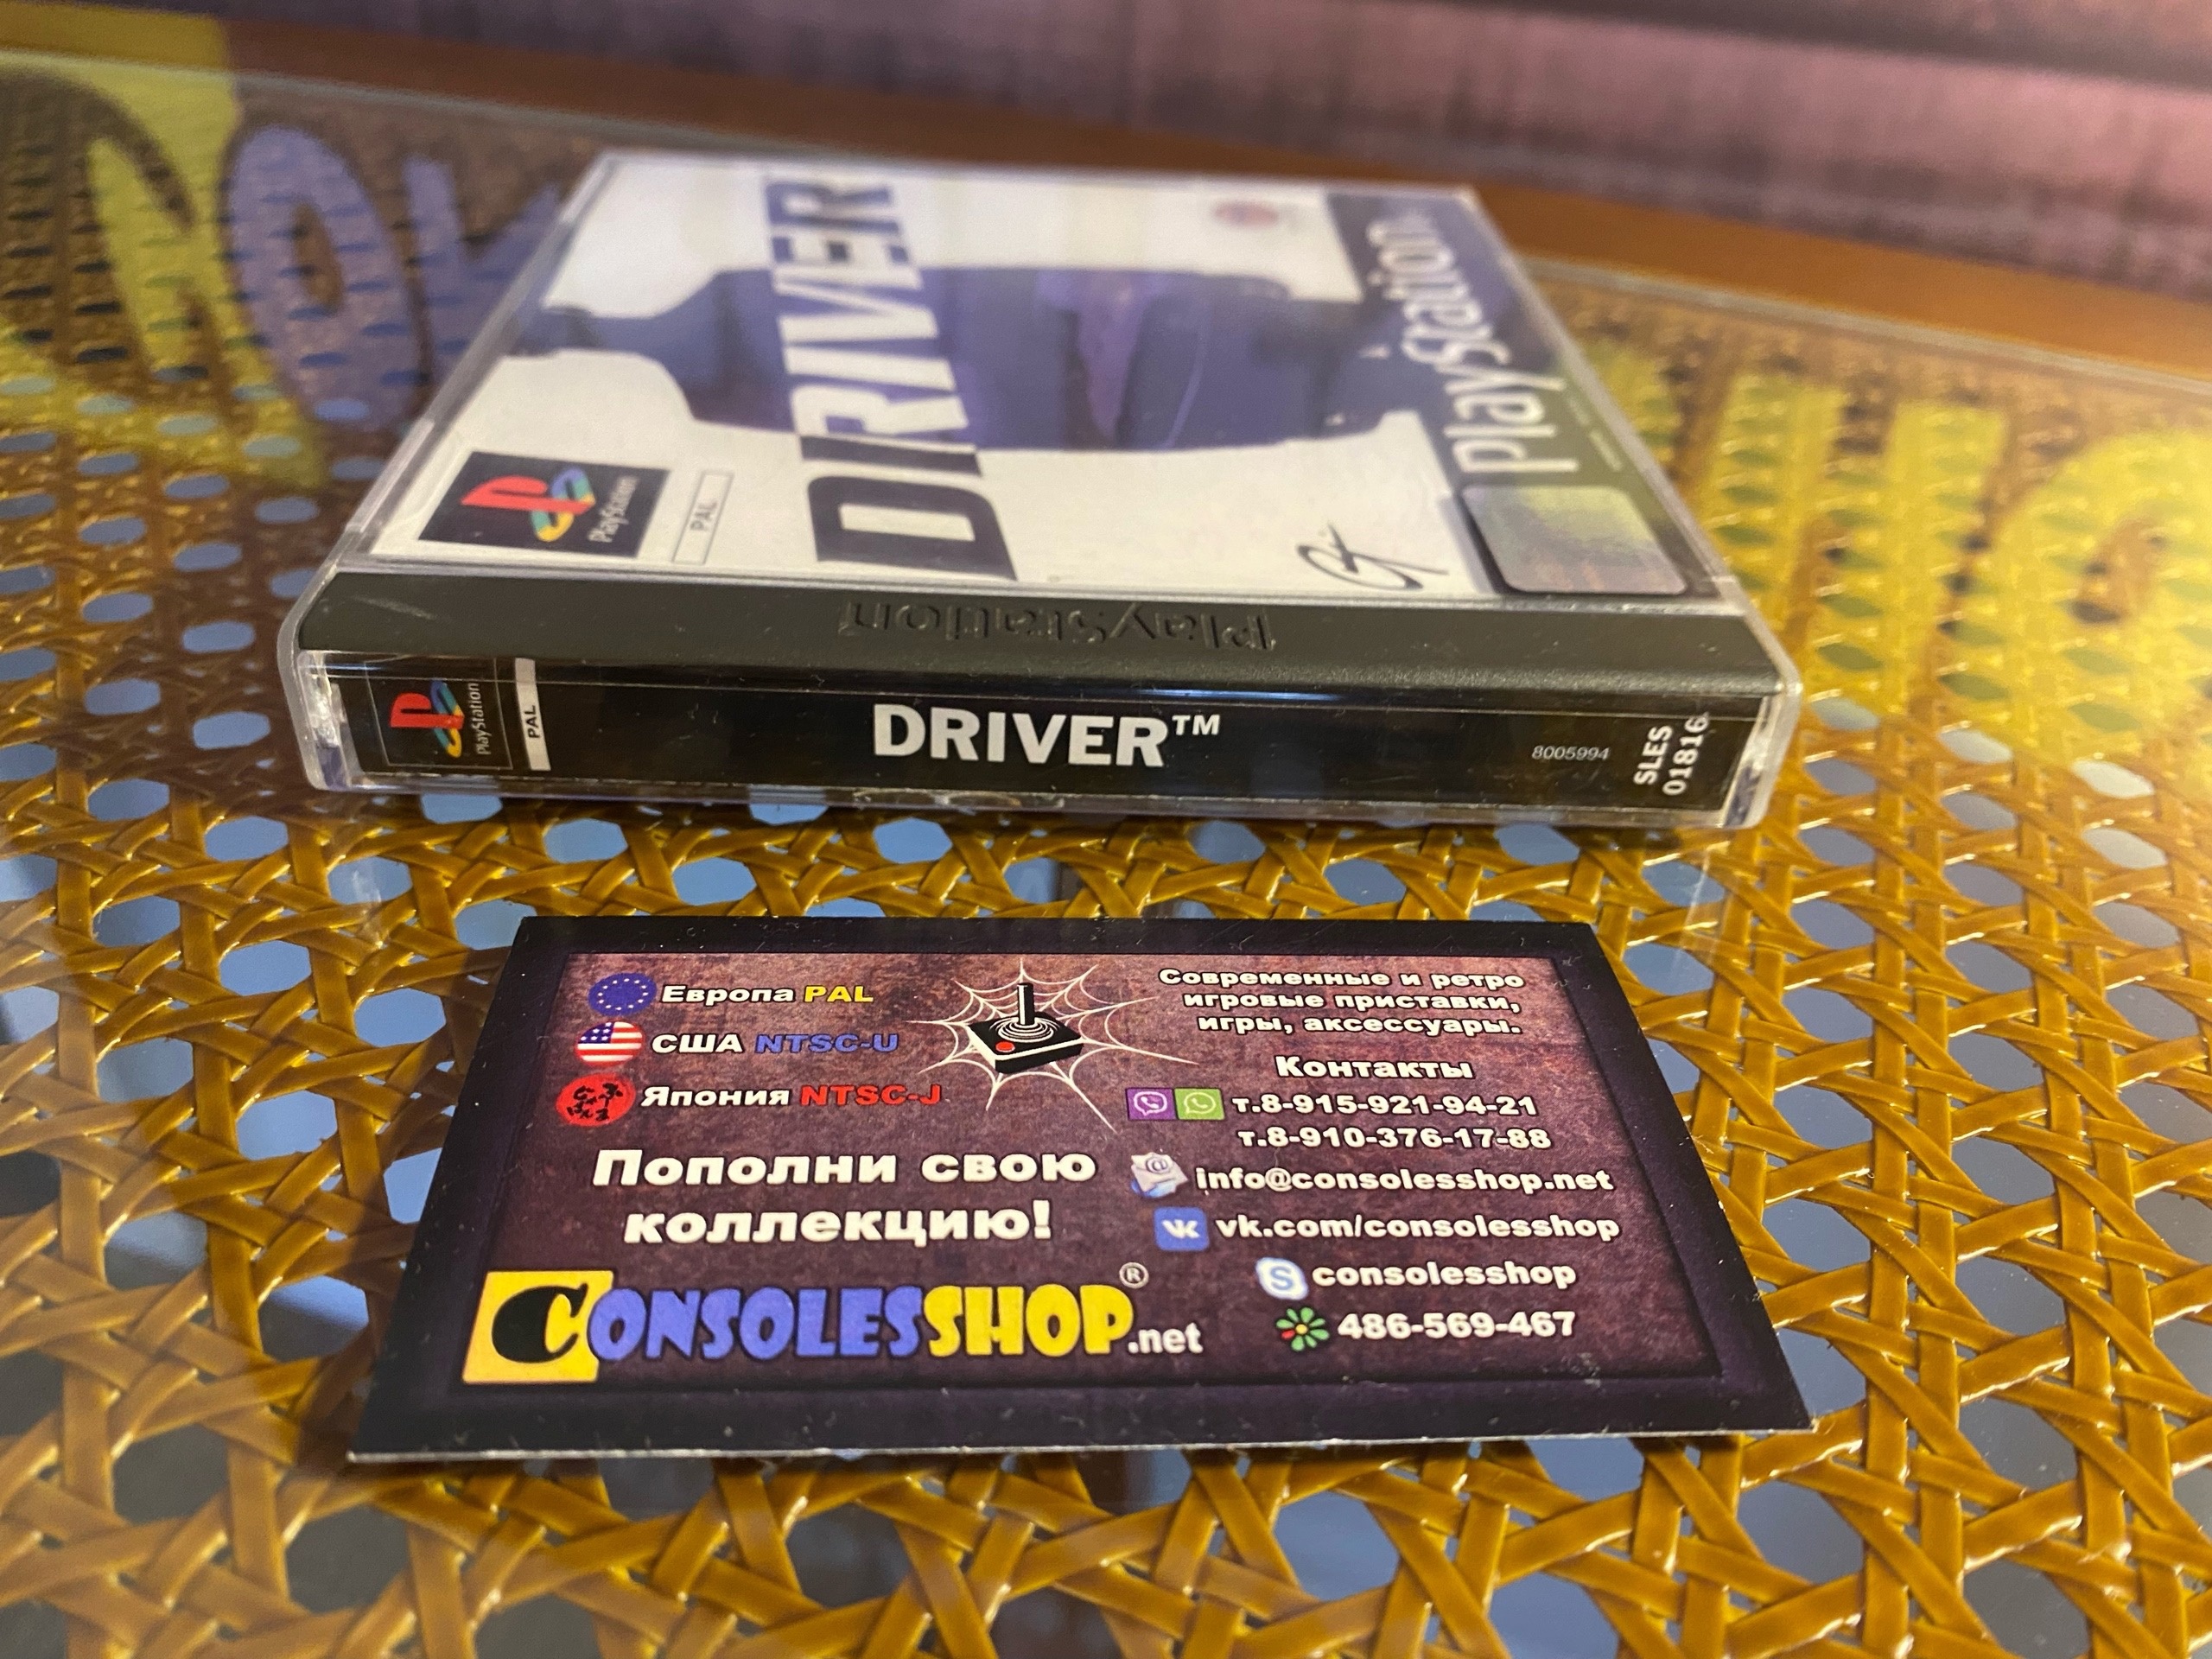 DRIVER
PlayStation
PlayStation
PAL
PlayStation
PlayStation
PAL
DRIVER™
8005994
SLES
01816
Европа PAL
США NTSC-U
Япония NTSC-J
Пополни свою
коллекцию!
CONSOLESSHOP®.net
Современные и ретро
игровые приставки,
игры, аксессуары.
Контакты
т.8-915-921-94-21
т.8-910-376-17-88
info@consolesshop.net
vk.com/consolesshop
consolesshop
486-569-467